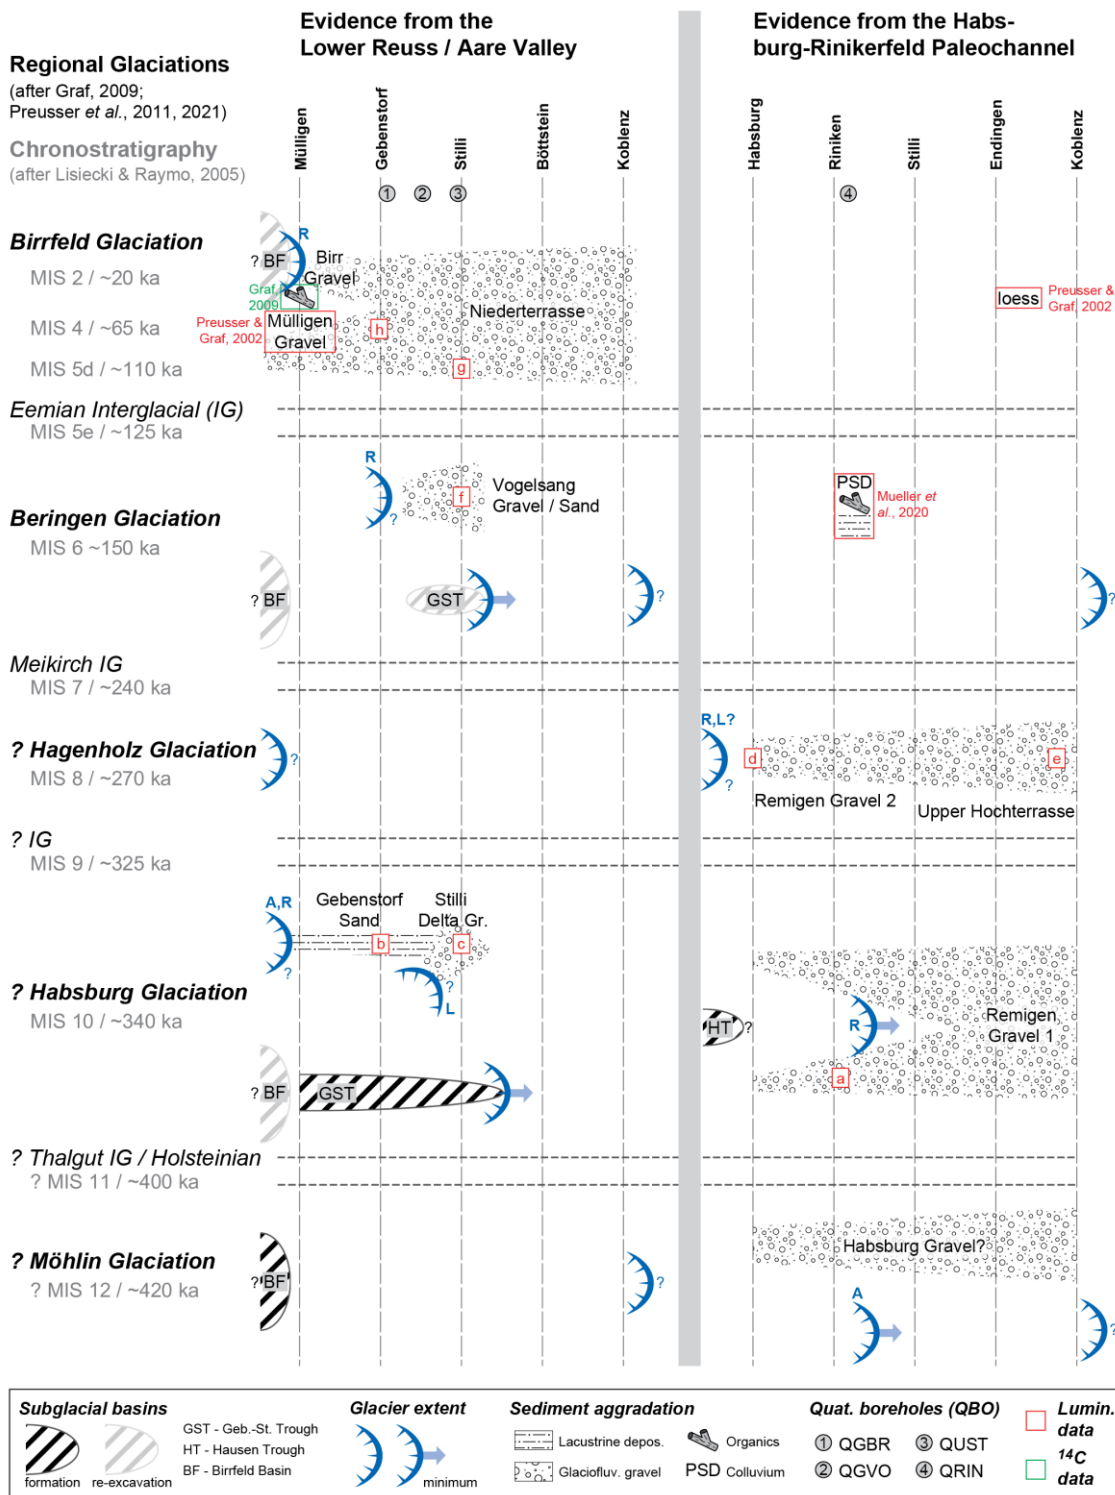 Evidence from the
Lower Reuss / Aare Valley
Evidence from the Habs-
burg-Rinikerfeld Paleochannel
Regional Glaciations
(after Graf, 2009;
Preusser et al., 2011, 2021)
Chronostratigraphy
(after Lisiecki & Raymo, 2005)
Mülligen
Gebenstorf
Stilli
Böttstein
Koblenz
Habsburg
Riniken
Stilli
Endingen
Koblenz
1
2
3
4
Birrfeld Glaciation
MIS 2 / ~20 ka
MIS 4 / ~65 ka
MIS 5d / ~110 ka
R
? BF
Birr
Gravel
Graf,
2009
Preusser &
Graf, 2002
Mülligen
Gravel
h
g
Niederterrasse
loess
Preusser &
Graf, 2002
Eemian Interglacial (IG)
MIS 5e / ~125 ka
Beringen Glaciation
MIS 6 ~150 ka
R
?
f
Vogelsang
Gravel / Sand
PSD
Mueller et
al., 2020
? BF
GST
?
?
Meikirch IG
MIS 7 / ~240 ka
? Hagenholz Glaciation
MIS 8 / ~270 ka
?
R,L?
?
d
e
Remigen Gravel 2
Upper Hochterrasse
? IG
MIS 9 / ~325 ka
A,R
?
Gebenstorf
Sand
Stilli
Delta Gr.
b
c
?
L
? Habsburg Glaciation
MIS 10 / ~340 ka
HT
?
R
Remigen
Gravel 1
a
? BF
GST
? Thalgut IG / Holsteinian
? MIS 11 / ~400 ka
? Möhlin Glaciation
? MIS 12 / ~420 ka
?BF
?
Habsburg Gravel?
A
?
Subglacial basins
formation
re-excavation
GST - Geb.-St. Trough
HT - Hausen Trough
BF - Birrfeld Basin
Glacier extent
minimum
Sediment aggradation
Lacustrine depos.
Glaciofluv. gravel
Organics
PSD Colluvium
Quat. boreholes (QBO)
1 QGBR
2 QGVO
3 QUST
4 QRIN
Lumin.
data
14C
data